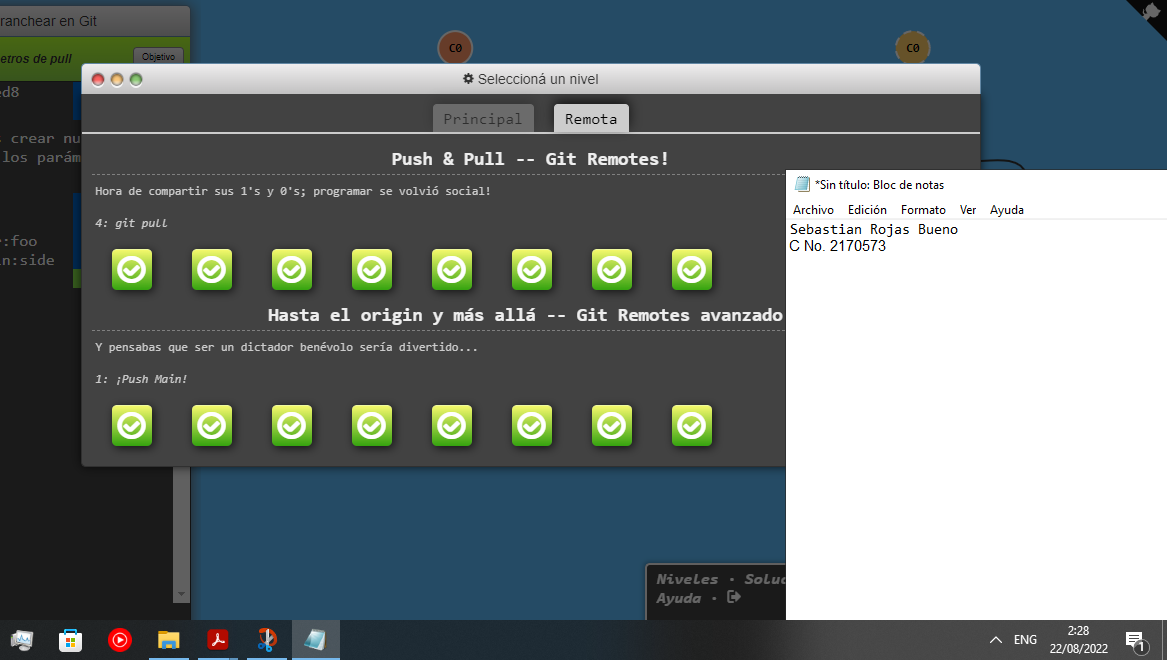 ranchear en Git
etros de pull
Objetivo
ed8
s crear nu
los parám
r:foo
n:side
C0
C0
Seleccioná un nivel
Principal
Remota
Push & Pull -- Git Remotes!
Hora de compartir sus 1's y 0's; programar se volvió social!
4: git pull
Hasta el origin y más allá -- Git Remotes avanzado
Y pensabas que ser un dictador benévolo sería divertido...
1: ¡Push Main!
*Sin título: Bloc de notas
Archivo Edición Formato Ver Ayuda
Sebastian Rojas Bueno
C No. 2170573
Niveles · Soluc
Ayuda ·
ENG
2:28
22/08/2022
1